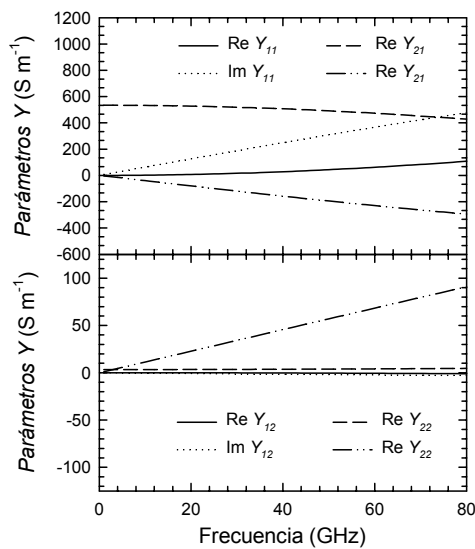 1200
1000
800
600
400
200
0
-200
-400
-600
Parámetros Y (S m⁻¹)
Re Y₁₁ Re Y₂₁
Im Y₁₁ Re Y₂₁
100
50
0
-50
-100
Parámetros Y (S m⁻¹)
Re Y₁₂ Re Y₂₂
Im Y₁₂ Re Y₂₂
0 20 40 60 80
Frecuencia (GHz)